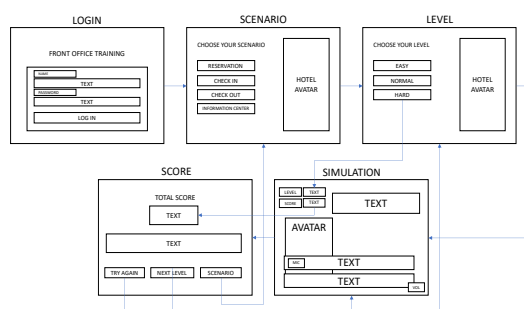 LOGIN
FRONT OFFICE TRAINING
NAME
TEXT
PASSWORD
TEXT
LOG IN
SCENARIO
CHOOSE YOUR SCENARIO
RESERVATION
CHECK IN
CHECK OUT
INFORMATION CENTER
HOTEL
AVATAR
LEVEL
CHOOSE YOUR LEVEL
EASY
NORMAL
HARD
HOTEL
AVATAR
SCORE
TOTAL SCORE
TEXT
TEXT
TRY AGAIN
NEXT LEVEL
SCENARIO
SIMULATION
LEVEL
TEXT
SCORE
TEXT
TEXT
AVATAR
MIC
TEXT
TEXT
VOL